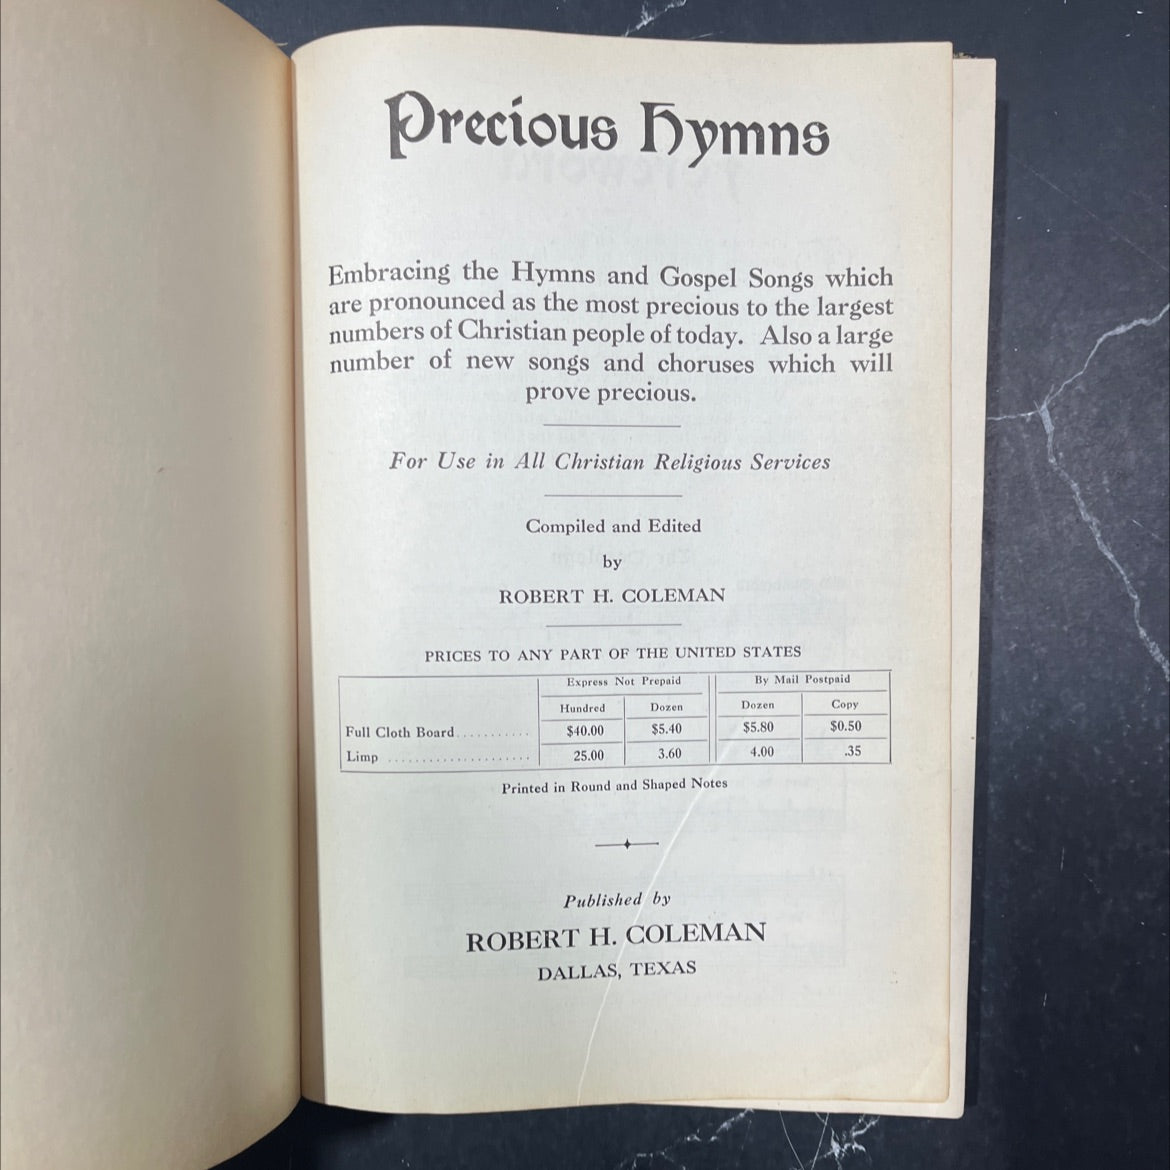 Precious Hymns
Embracing the Hymns and Gospel Songs which
are pronounced as the most precious to the largest
numbers of Christian people of today. Also a large
number of new songs and choruses which will
prove precious.
For Use in All Christian Religious Services
Compiled and Edited
by
ROBERT H. COLEMAN
PRICES TO ANY PART OF THE UNITED STATES
Express Not Prepaid By Mail Postpaid
Hundred Dozen Dozen Copy
Full Cloth Board........... $40.00 $5.40 $5.80 $0.50
Limp ..................... 25.00 3.60 4.00 .35
Printed in Round and Shaped Notes
Published by
ROBERT H. COLEMAN
DALLAS, TEXAS